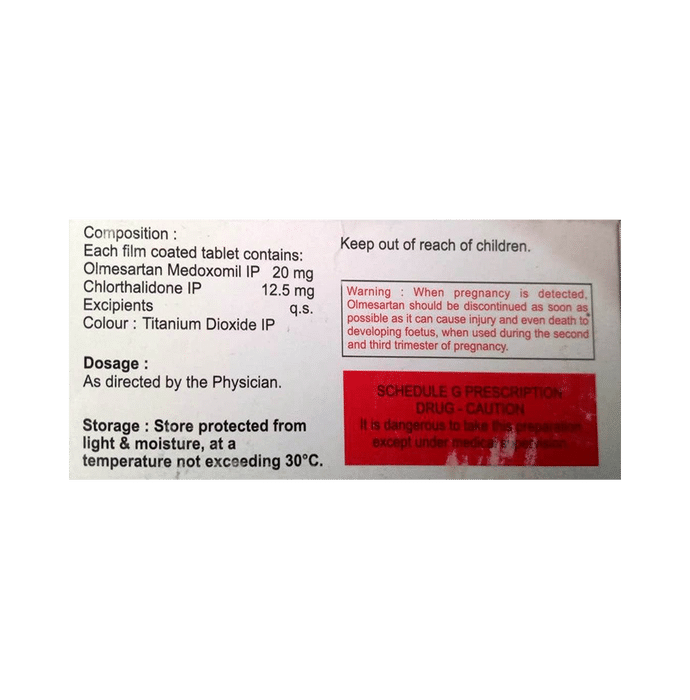 Composition :
Each film coated tablet contains:
Olmesartan Medoxomil IP 20 mg
Chlorthalidone IP 12.5 mg
Excipients q.s.
Colour : Titanium Dioxide IP
Dosage :
As directed by the Physician.
Storage : Store protected from
light & moisture, at a
temperature not exceeding 30°C.
Keep out of reach of children.
Warning : When pregnancy is detected,
Olmesartan should be discontinued as soon as
possible as it can cause injury and even death to
developing foetus, when used during the second
and third trimester of pregnancy.
SCHEDULE G PRESCRIPTION
DRUG - CAUTION
It is dangerous to take this preparation
except under medical supervision